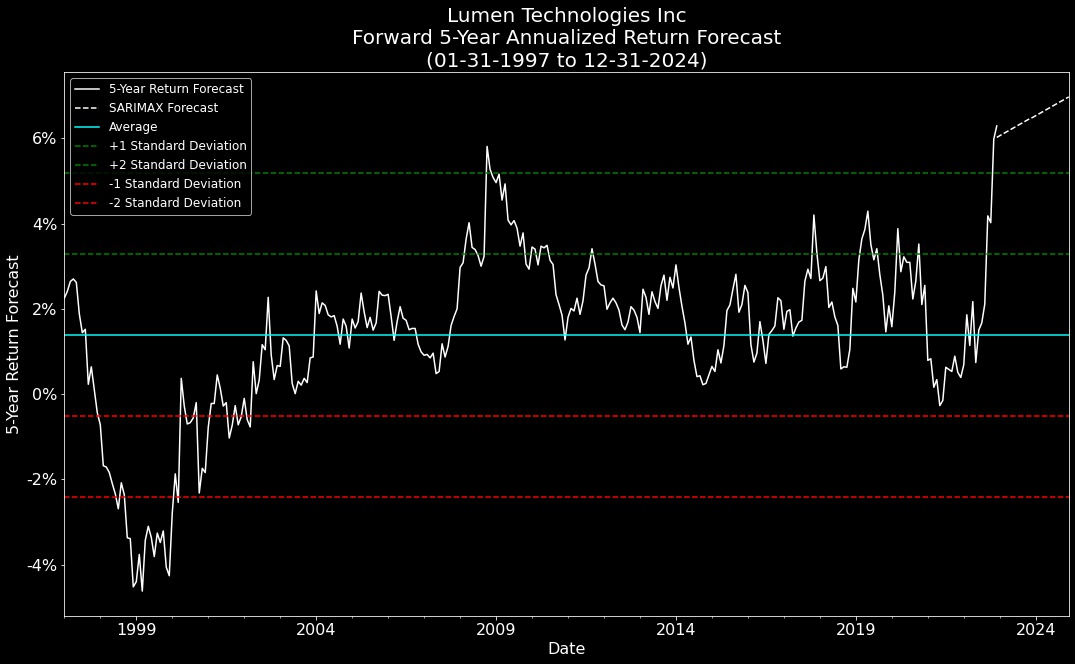 Lumen Technologies Inc
Forward 5-Year Annualized Return Forecast
(01-31-1997 to 12-31-2024)
5-Year Return Forecast
SARIMAX Forecast
Average
+1 Standard Deviation
+2 Standard Deviation
-1 Standard Deviation
-2 Standard Deviation
6%
4%
2%
0%
-2%
-4%
5-Year Return Forecast
1999
2004
2009
2014
2019
2024
Date